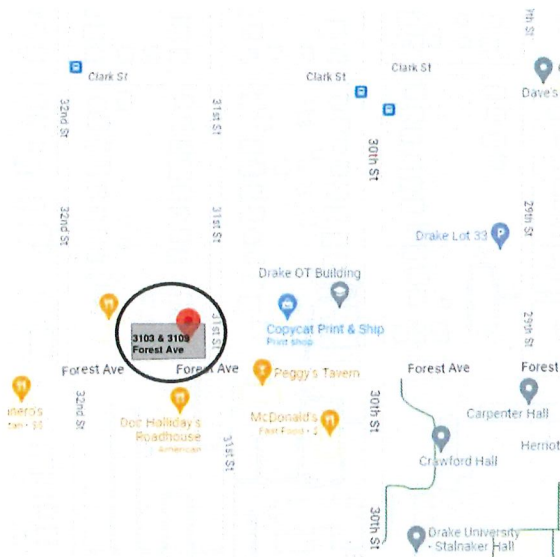 Clark St
Clark St
Clark St
Dave's
32nd St
31st St
30th St
32nd St
31st St
29th St
Drake Lot 33
P
Drake OT Building
31st St
Copycat Print & Ship
Print shop
29th St
3103 & 3109
Forest Ave
Forest Ave
Forest Ave
Peggy's Tavern
Forest Ave
Forest
32nd St
Doc Halliday's
Roadhouse
American
McDonald's
Fast Food • $
30th St
Carpenter Hall
31st St
Crawford Hall
Herriot
30th St
Drake University
- Stalnaker Hall